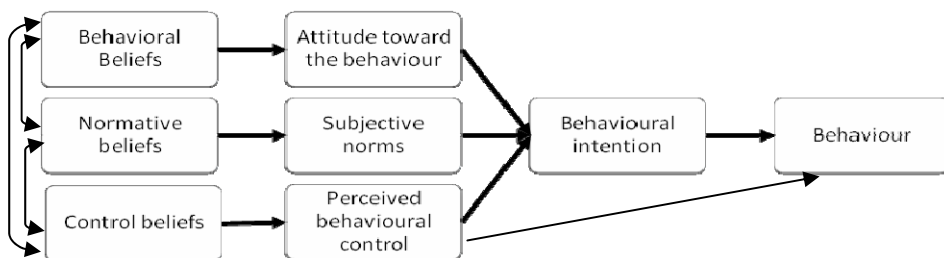 Behavioral
Beliefs
Attitude toward
the behaviour
Normative
beliefs
Subjective
norms
Behavioural
intention
Behaviour
Control beliefs
Perceived
behavioural
control